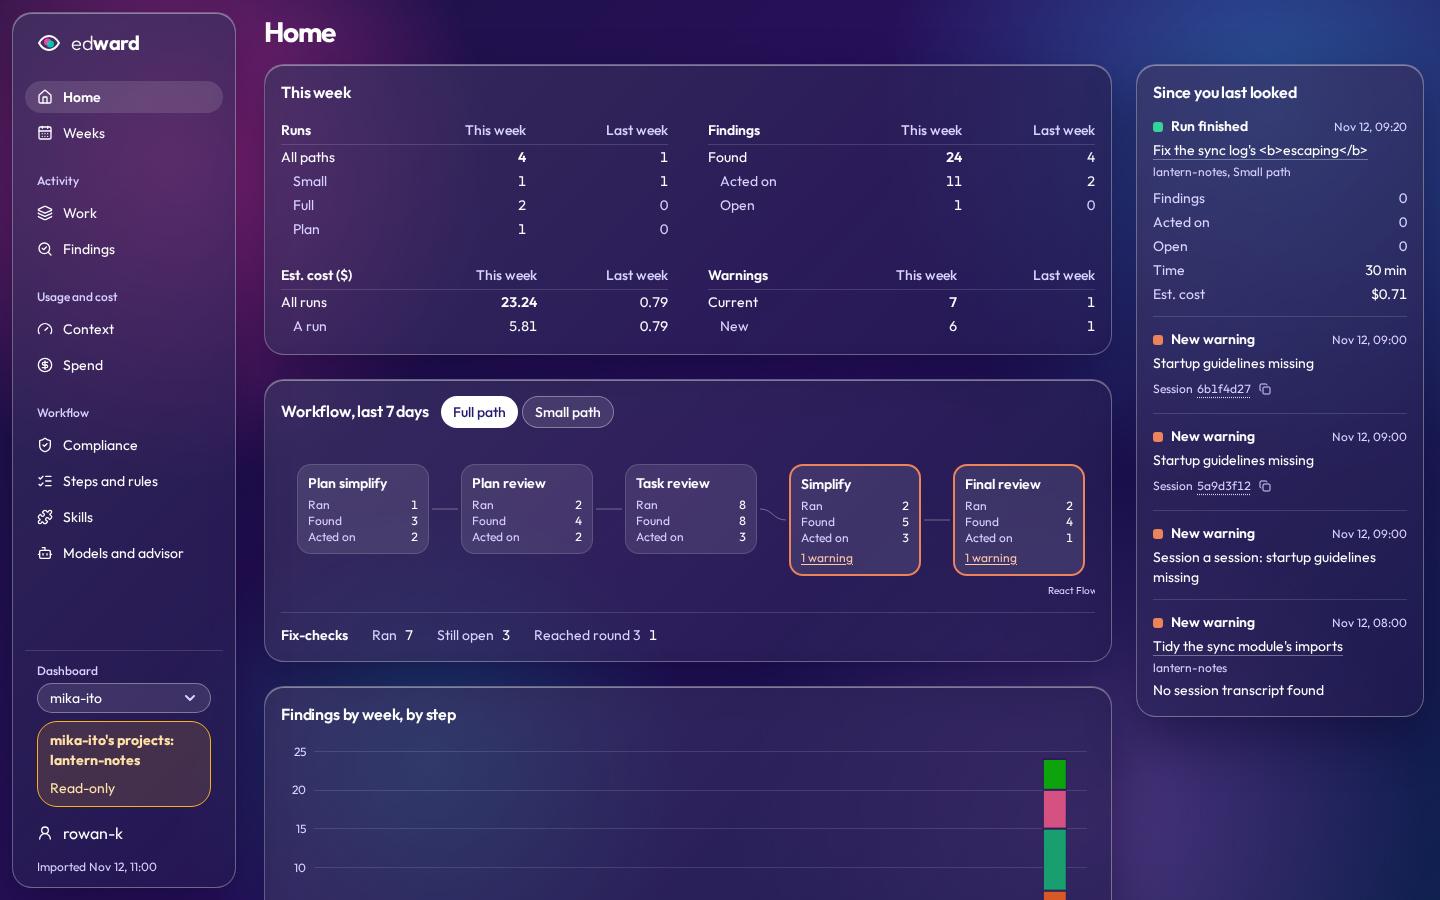 edward
Home
Weeks
Activity
Work
Findings
Usage and cost
Context
Spend
Workflow
Compliance
Steps and rules
Skills
Models and advisor
Dashboard
mika-ito
mika-ito's projects:
lantern-notes
Read-only
rowan-k
Imported Nov 12, 11:00
Home
This week
Runs This week Last week
All paths 4 1
Small 1 1
Full 2 0
Plan 1 0
Findings This week Last week
Found 24 4
Acted on 11 2
Open 1 0
Est. cost ($) This week Last week
All runs 23.24 0.79
A run 5.81 0.79
Warnings This week Last week
Current 7 1
New 6 1
Workflow, last 7 days Full path Small path
Plan simplify
Ran 1
Found 3
Acted on 2
Plan review
Ran 2
Found 4
Acted on 2
Task review
Ran 8
Found 8
Acted on 3
Simplify
Ran 2
Found 5
Acted on 3
1 warning
Final review
Ran 2
Found 4
Acted on 1
1 warning
React Flow
Fix-checks Ran 7 Still open 3 Reached round 3 1
Findings by week, by step
25
20
15
10
Since you last looked
Run finished Nov 12, 09:20
Fix the sync log's <b>escaping</b>
lantern-notes, Small path
Findings 0
Acted on 0
Open 0
Time 30 min
Est. cost $0.71
New warning Nov 12, 09:00
Startup guidelines missing
Session 6b1f4d27
New warning Nov 12, 09:00
Startup guidelines missing
Session 5a9d3f12
New warning Nov 12, 09:00
Session a session: startup guidelines
missing
New warning Nov 12, 08:00
Tidy the sync module's imports
lantern-notes
No session transcript found